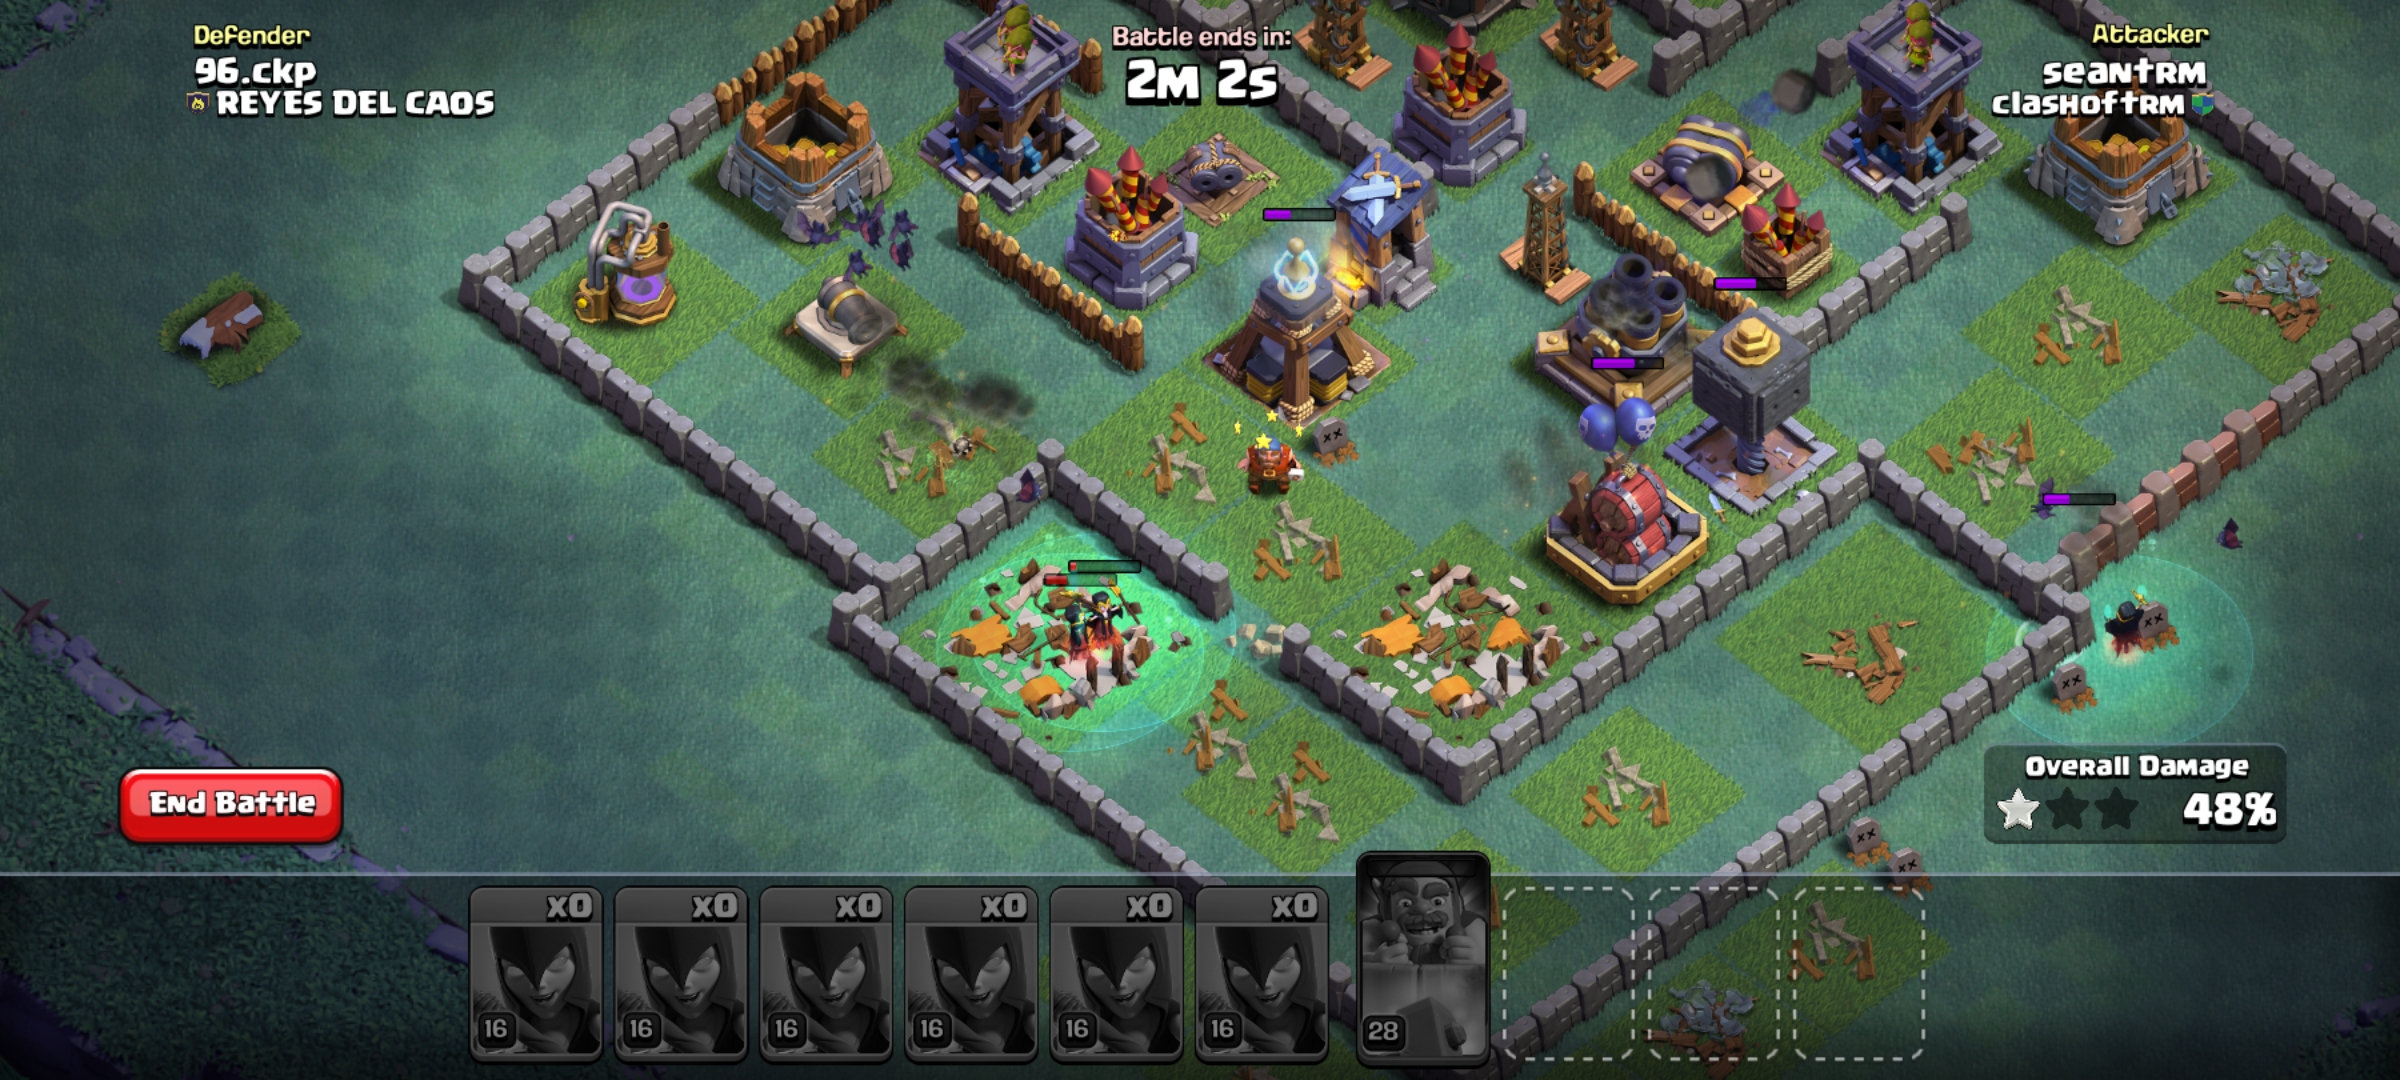 Defender
96.ckp
REYES DEL CAOS
Battle ends in:
2M 2S
Attacker
seantRM
clashoftRM
End Battle
Overall Damage
48%
x0
x0
x0
x0
x0
x0
16
16
16
16
16
16
28